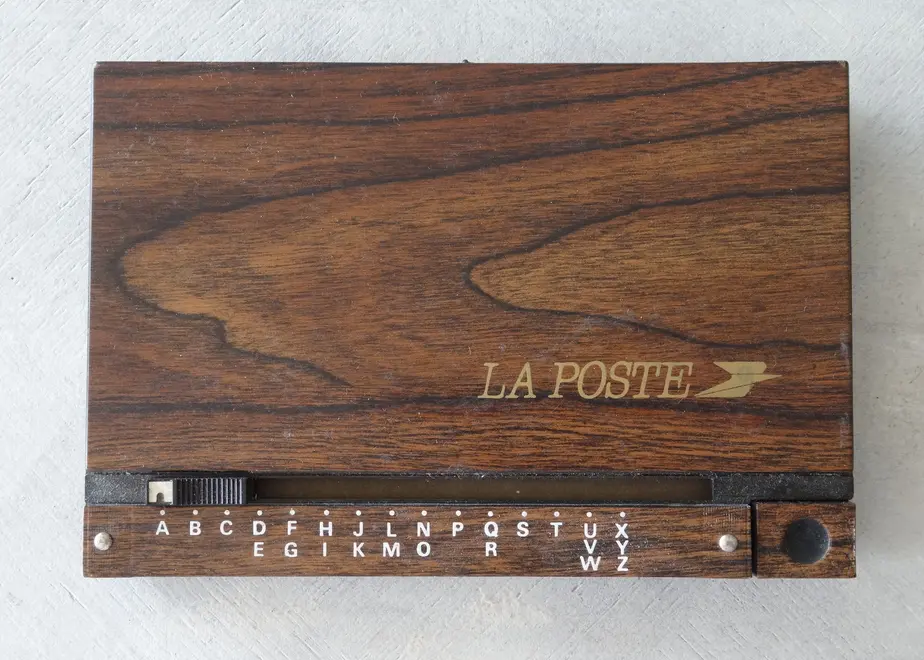 LA POSTE
A B C D F H J L N P Q S T U X
E G I K M O R V Y
W Z